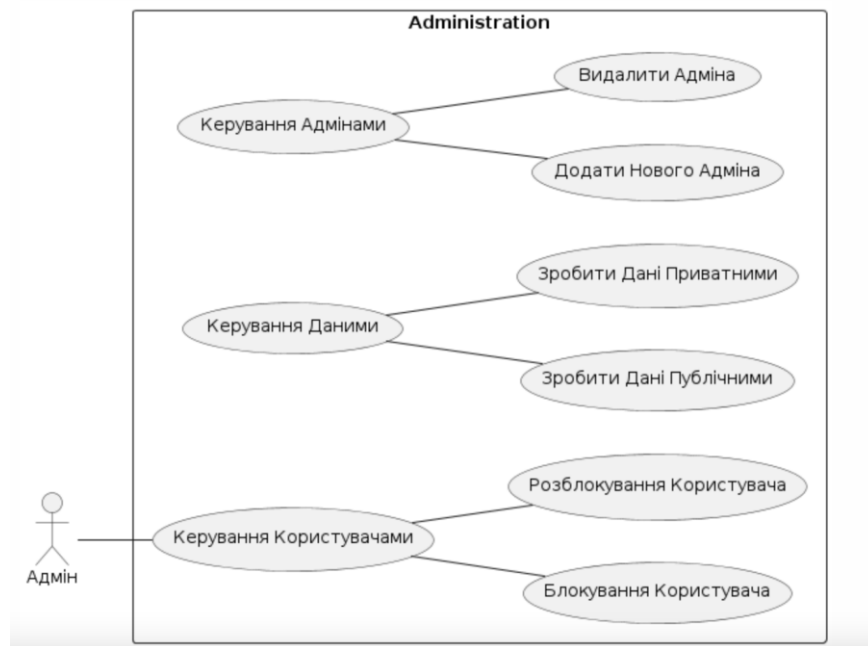 Administration
Видалити Адміна
Керування Адмінами
Додати Нового Адміна
Зробити Дані Приватними
Керування Даними
Зробити Дані Публічними
Розблокування Користувача
Керування Користувачами
Адмін
Блокування Користувача